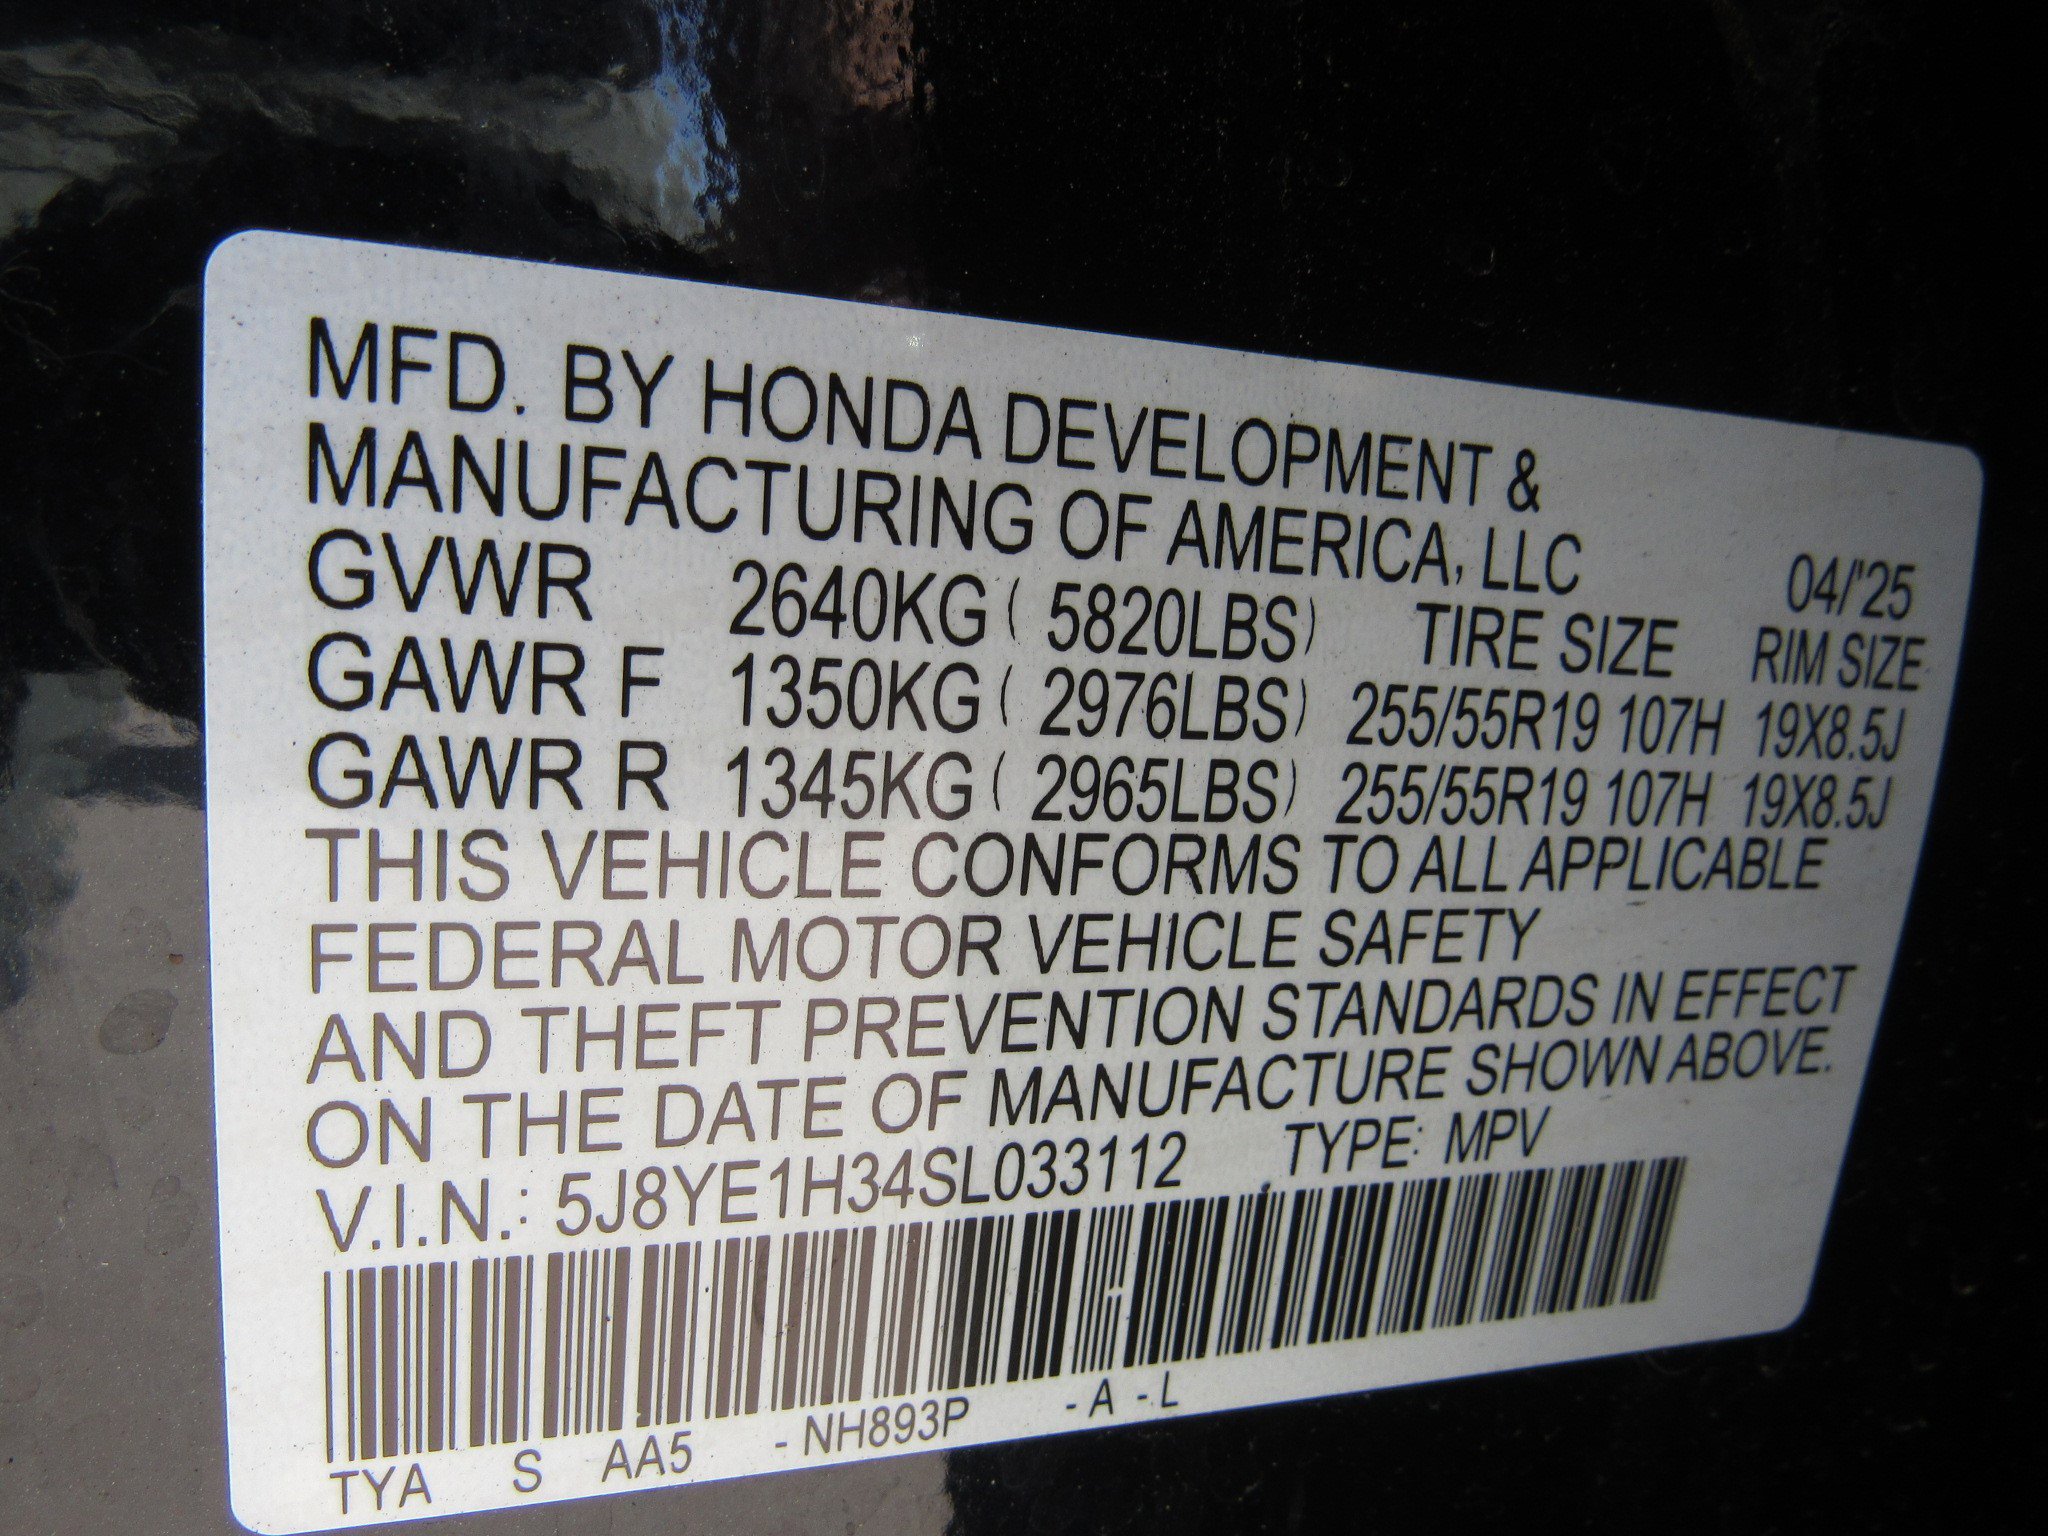 MFD. BY HONDA DEVELOPMENT &
MANUFACTURING OF AMERICA, LLC 04/'25
GVWR 2640KG ( 5820LBS) TIRE SIZE RIM SIZE
GAWR F 1350KG ( 2976LBS) 255/55R19 107H 19X8.5J
GAWR R 1345KG ( 2965LBS) 255/55R19 107H 19X8.5J
THIS VEHICLE CONFORMS TO ALL APPLICABLE
FEDERAL MOTOR VEHICLE SAFETY
AND THEFT PREVENTION STANDARDS IN EFFECT
ON THE DATE OF MANUFACTURE SHOWN ABOVE.
V.I.N.: 5J8YE1H34SL033112 TYPE: MPV
TYA S AA5 - NH893P - A - L